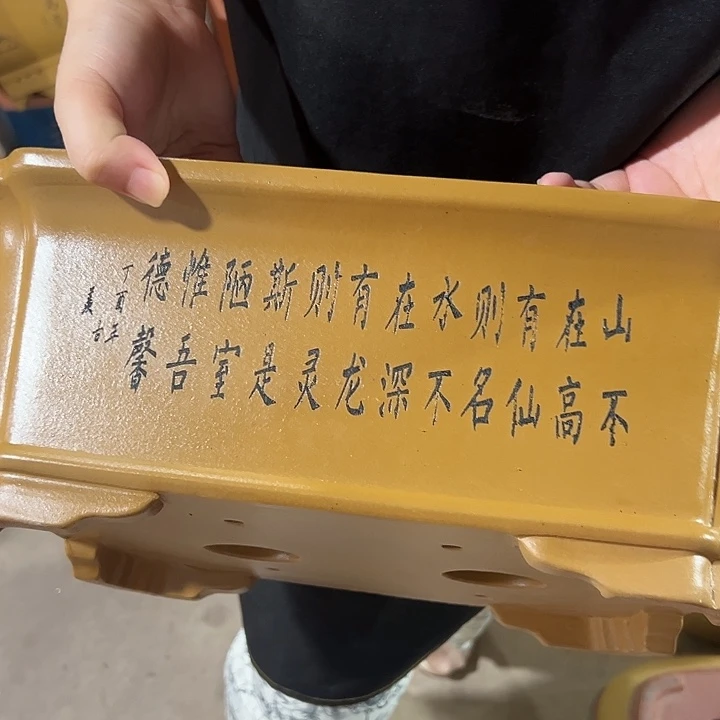 山不
在高
有仙
则名
水不
在深
有龙
则灵
斯是
陋室
惟吾
德馨
丁酉
夏